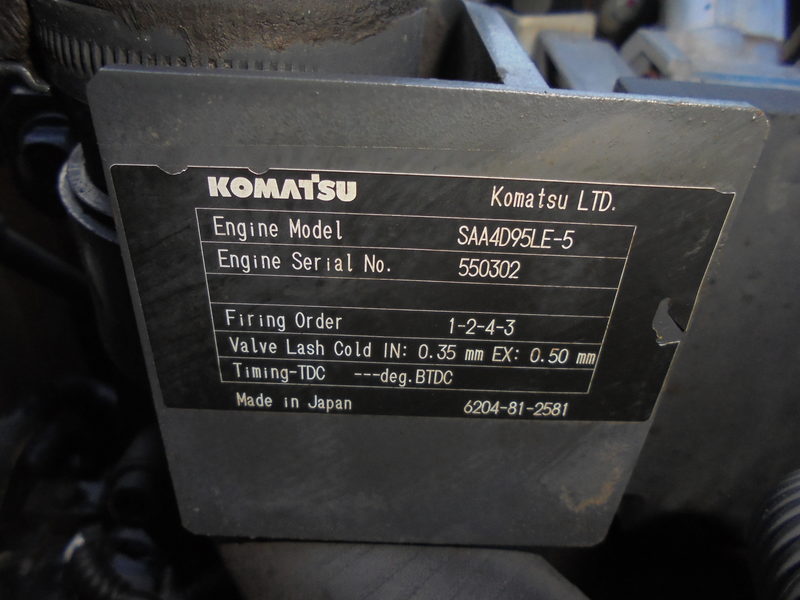 KOMATSU Komatsu LTD.
Engine Model SAA4D95LE-5
Engine Serial No. 550302
Firing Order 1-2-4-3
Valve Lash Cold IN: 0.35 mm EX: 0.50 mm
Timing-TDC ---deg.BTDC
Made in Japan 6204-81-2581